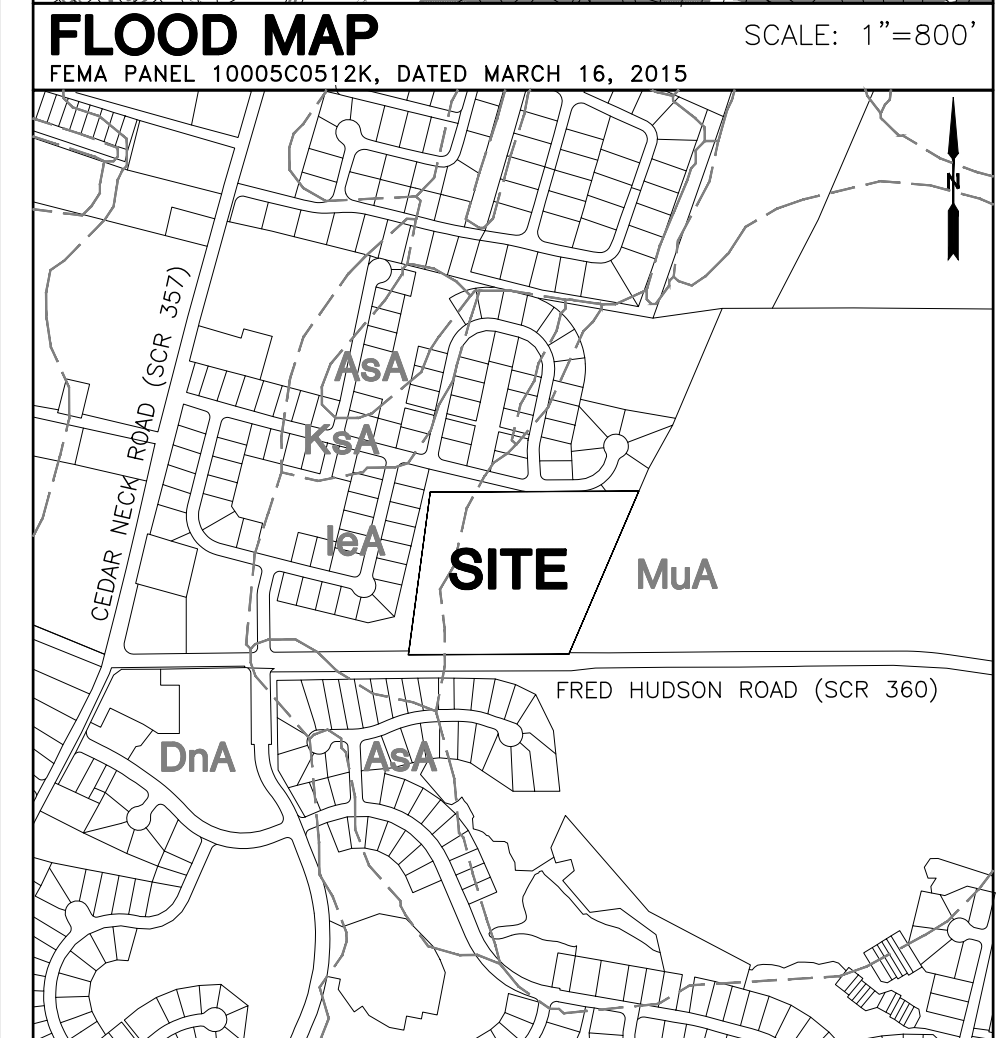 FLOOD MAP
SCALE: 1"=800'
FEMA PANEL 10005C0512K, DATED MARCH 16, 2015
N
CEDAR NECK ROAD (SCR 357)
AsA
KsA
IeA
SITE
MuA
FRED HUDSON ROAD (SCR 360)
DnA
AsA